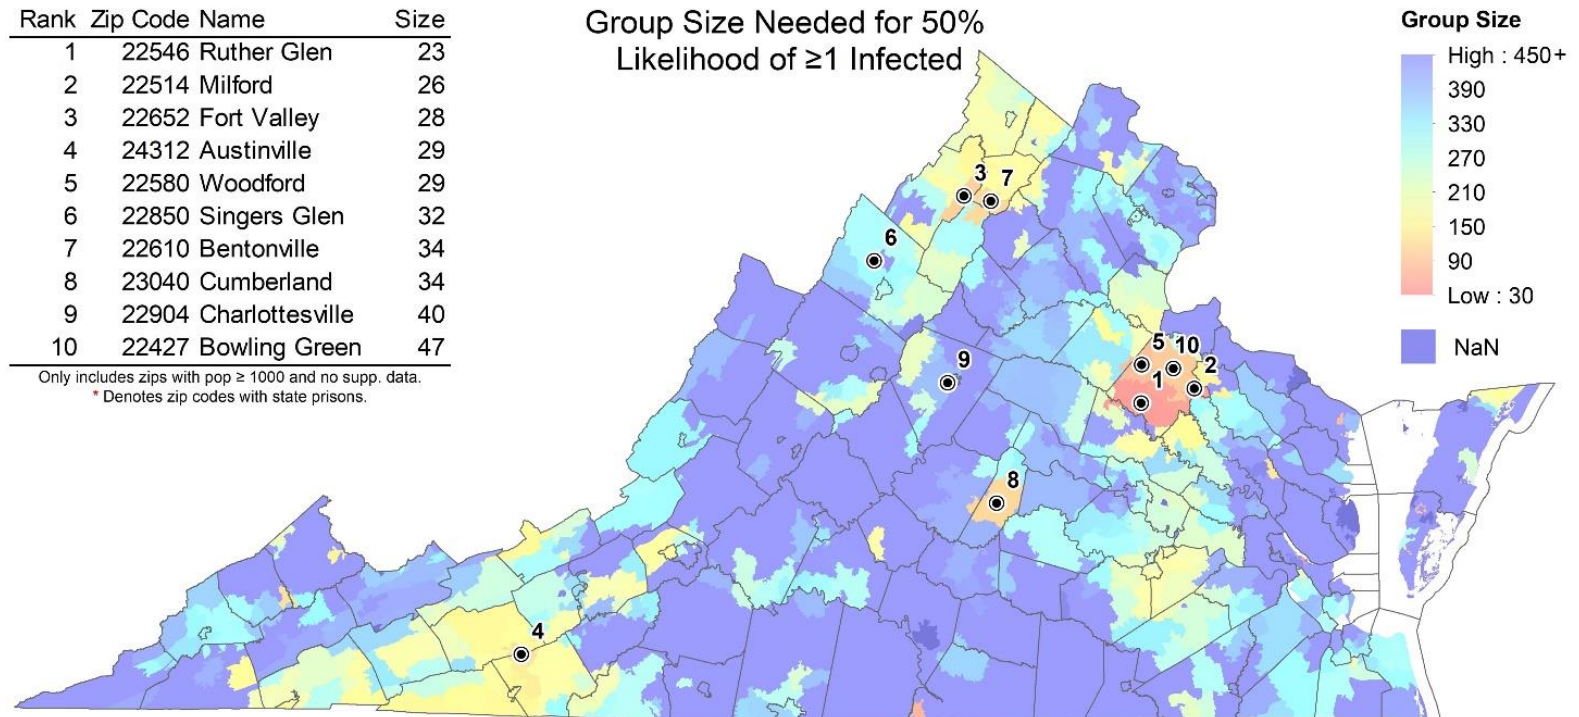 Rank Zip Code Name Size
1 22546 Ruther Glen 23
2 22514 Milford 26
3 22652 Fort Valley 28
4 24312 Austinville 29
5 22580 Woodford 29
6 22850 Singers Glen 32
7 22610 Bentonville 34
8 23040 Cumberland 34
9 22904 Charlottesville 40
10 22427 Bowling Green 47
Only includes zips with pop ≥ 1000 and no supp. data.
* Denotes zip codes with state prisons.
Group Size Needed for 50%
Likelihood of ≥1 Infected
Group Size
High : 450+
390
330
270
210
150
90
Low : 30
NaN
3 7
6
5 10
9 1 2
8
4